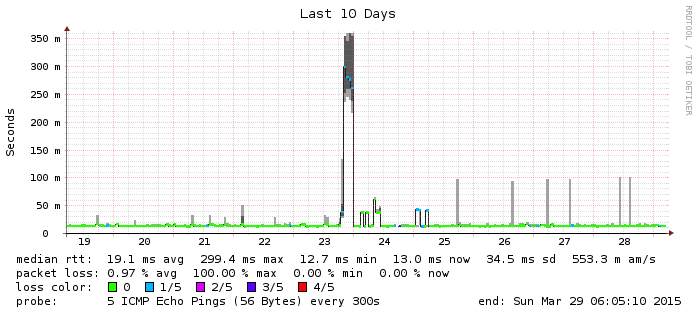 Last 10 Days
RRDTOOL / TOBI OETIKER
Seconds
350 m
300 m
250 m
200 m
150 m
100 m
50 m
0
19 20 21 22 23 24 25 26 27 28
median rtt: 19.1 ms avg 299.4 ms max 12.7 ms min 13.0 ms now 34.5 ms sd 553.3 m am/s
packet loss: 0.97 % avg 100.00 % max 0.00 % min 0.00 % now
loss color: 0 1/5 2/5 3/5 4/5
probe: 5 ICMP Echo Pings (56 Bytes) every 300s end: Sun Mar 29 06:05:10 2015